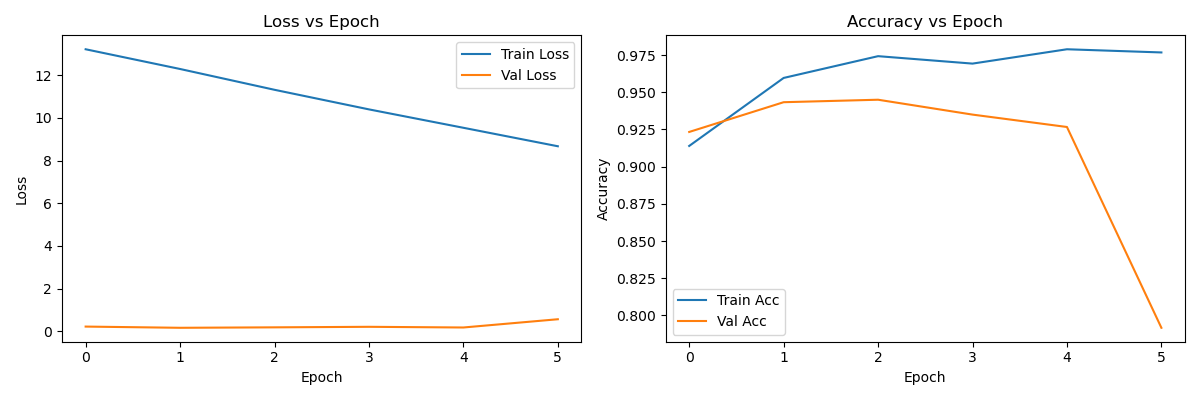 Loss vs Epoch
Train Loss
Val Loss
12
10
8
6
4
2
0
Loss
0
1
2
3
4
5
Epoch
Accuracy vs Epoch
0.975
0.950
0.925
0.900
0.875
0.850
0.825
0.800
Accuracy
Train Acc
Val Acc
0
1
2
3
4
5
Epoch